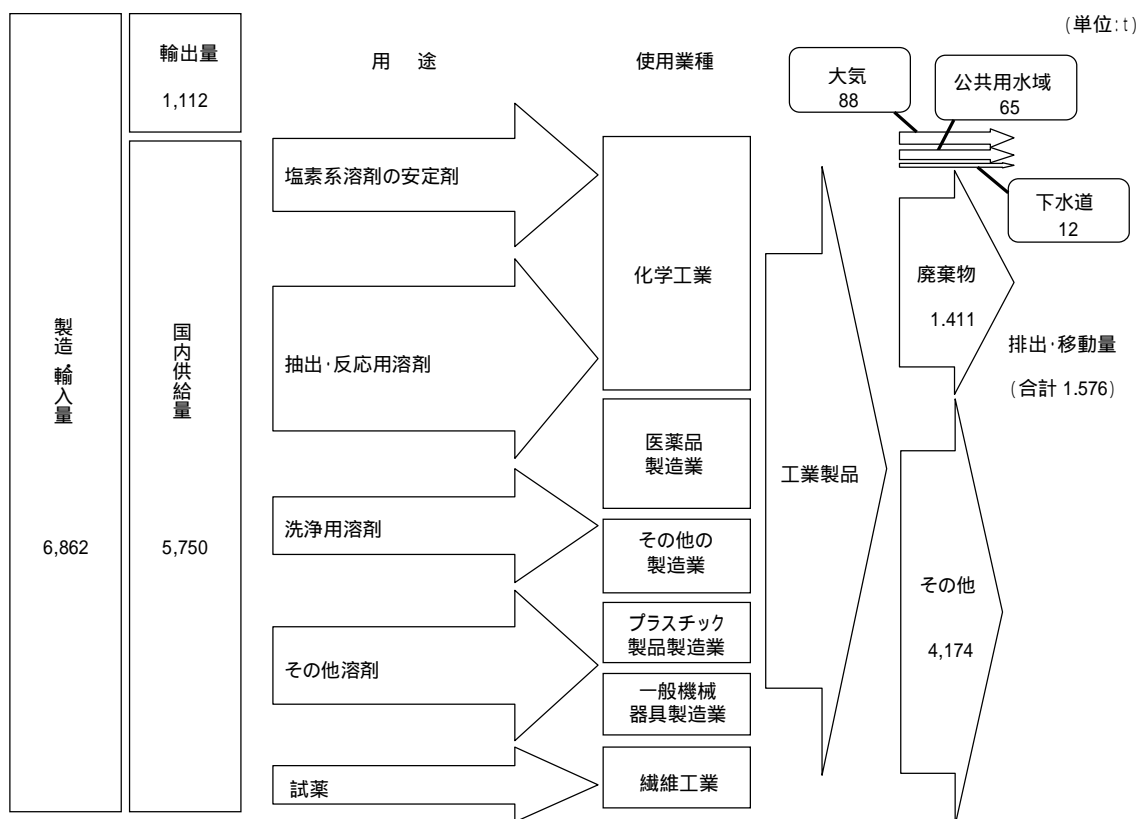 (単位:t)
輸出量
1,112
用 途
使用業種
大気
88
公共用水域
65
下水道
12
塩素系溶剤の安定剤
抽出･反応用溶剤
洗浄用溶剤
その他溶剤
試薬
化学工業
医薬品
製造業
その他の
製造業
プラスチック
製品製造業
一般機械
器具製造業
繊維工業
製造･輸入量
6,862
国内供給量
5,750
工業製品
廃棄物
1.411
排出･移動量
(合計 1.576)
その他
4,174